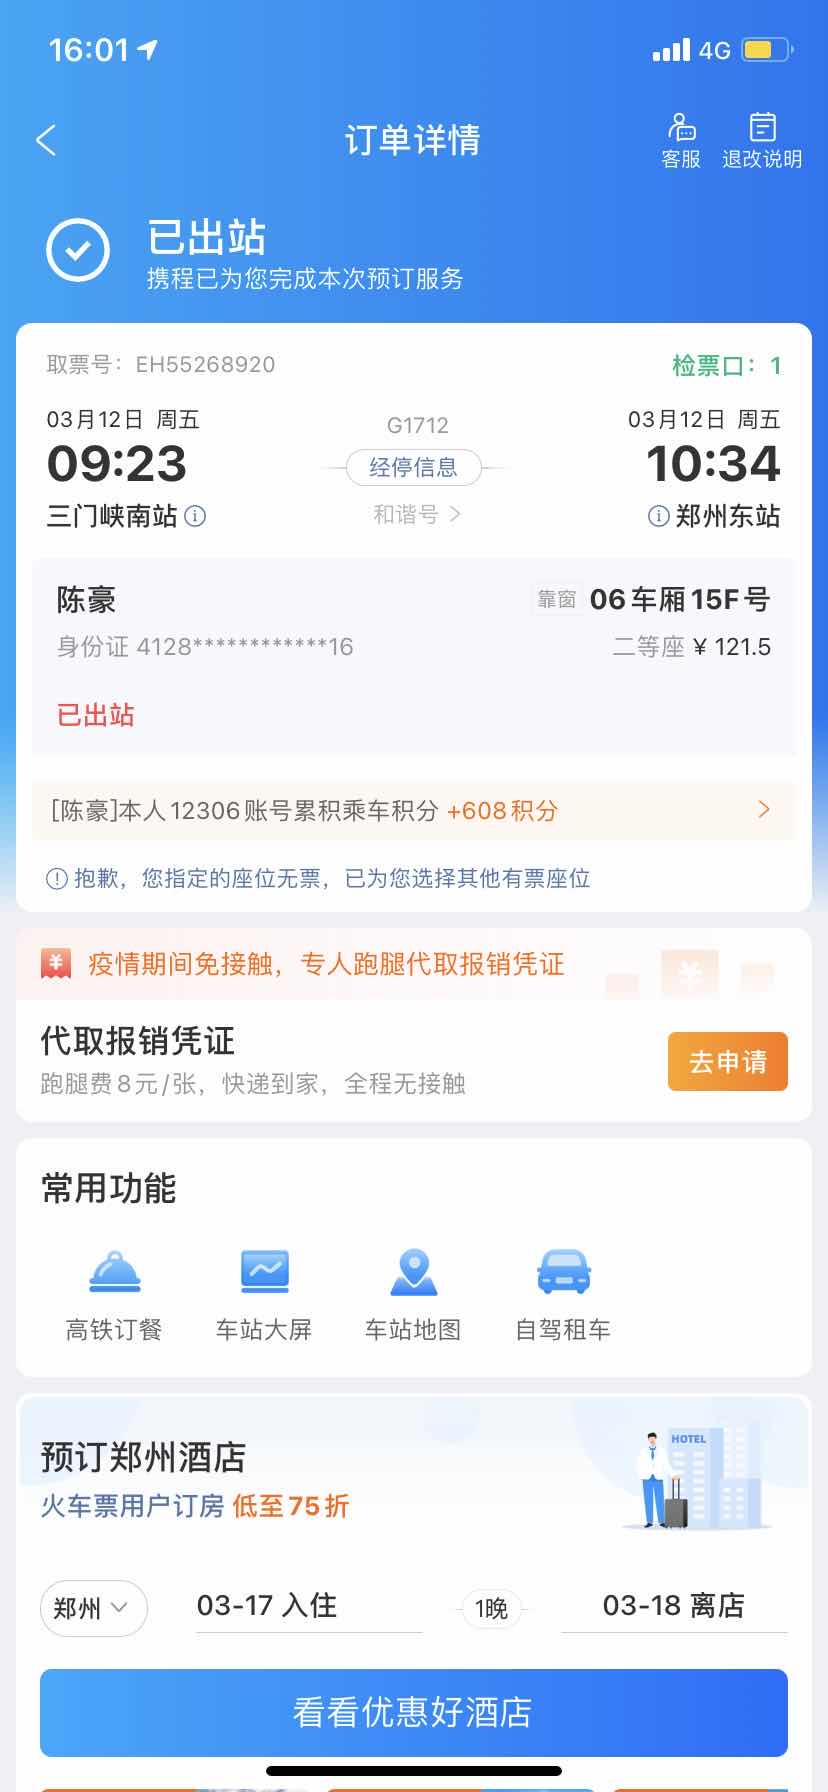 16:01 4G
订单详情
客服 退改说明
已出站
携程已为您完成本次预订服务
取票号：EH55268920 检票口：1
03月12日 周五 G1712 03月12日 周五
09:23 经停信息 10:34
三门峡南站 和谐号 郑州东站
陈豪 靠窗 06车厢15F号
身份证 4128************16 二等座 ¥ 121.5
已出站
[陈豪]本人12306账号累积乘车积分 +608积分
抱歉，您指定的座位无票，已为您选择其他有票座位
¥ 疫情期间免接触，专人跑腿代取报销凭证 ¥
代取报销凭证
跑腿费8元/张，快递到家，全程无接触
去申请
常用功能
高铁订餐 车站大屏 车站地图 自驾租车
预订郑州酒店 HOTEL
火车票用户订房 低至75折
郑州 03-17 入住 1晚 03-18 离店
看看优惠好酒店